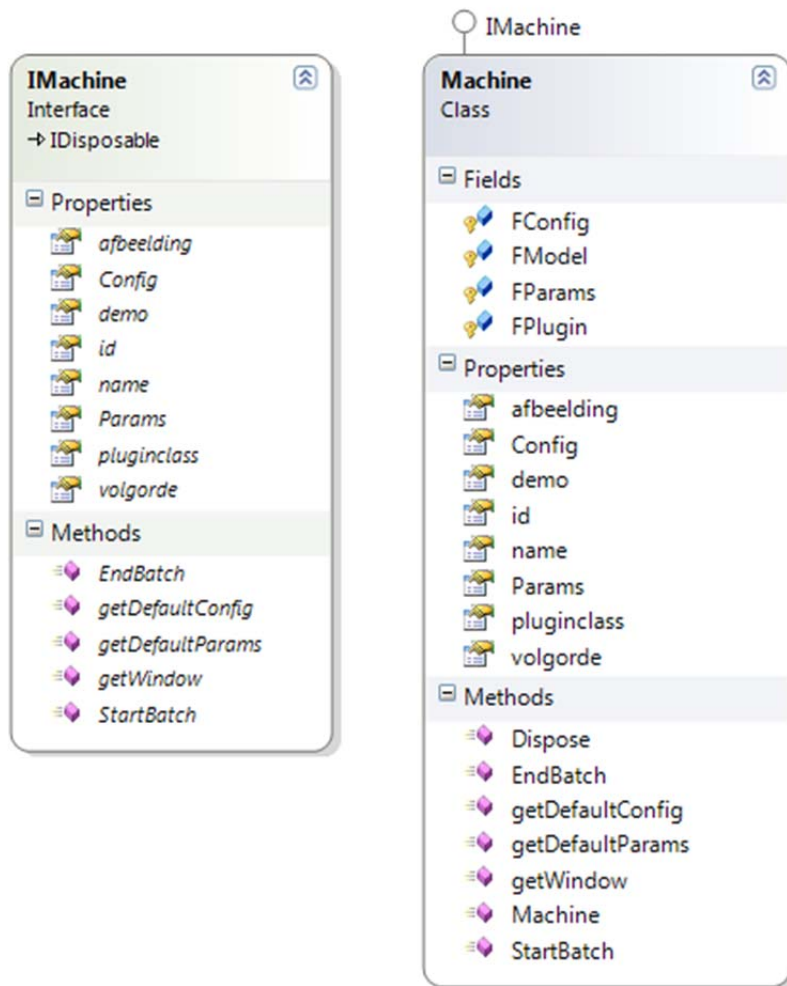 IMachine
Interface
→ IDisposable
Properties
afbeelding
Config
demo
id
name
Params
pluginclass
volgorde
Methods
EndBatch
getDefaultConfig
getDefaultParams
getWindow
StartBatch
IMachine
Machine
Class
Fields
FConfig
FModel
FParams
FPlugin
Properties
afbeelding
Config
demo
id
name
Params
pluginclass
volgorde
Methods
Dispose
EndBatch
getDefaultConfig
getDefaultParams
getWindow
Machine
StartBatch